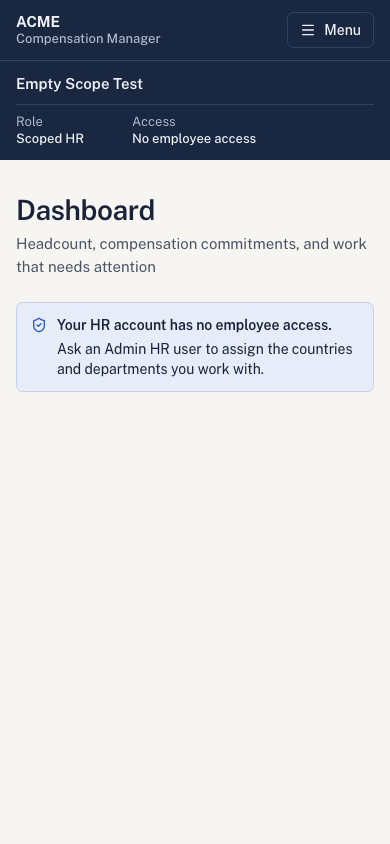 ACME
Compensation Manager
Menu
Empty Scope Test
Role
Scoped HR
Access
No employee access
Dashboard
Headcount, compensation commitments, and work
that needs attention
Your HR account has no employee access.
Ask an Admin HR user to assign the countries
and departments you work with.